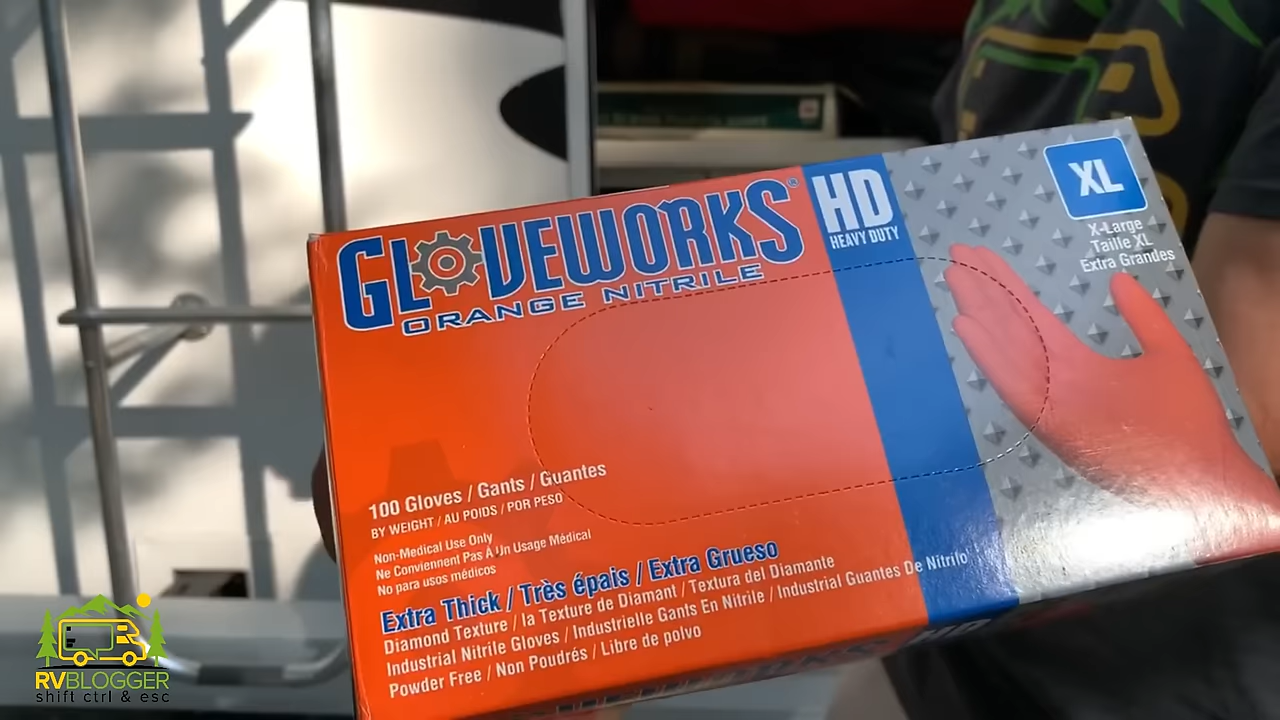 GLOVEWORKS®
ORANGE NITRILE
HD
HEAVY DUTY
XL
X-Large
Taille XL
Extra Grandes
100 Gloves / Gants / Guantes
BY WEIGHT / AU POIDS / POR PESO
Non-Medical Use Only
Ne Conviennent Pas À Un Usage Médical
No para usos médicos
Extra Thick / Très épais / Extra Grueso
Diamond Texture / la Texture de Diamant / Textura del Diamante
Industrial Nitrile Gloves / Industrielle Gants En Nitrile / Industrial Guantes De Nitrilo
Powder Free / Non Poudrés / Libre de polvo
RVBLOGGER
shift ctrl & esc